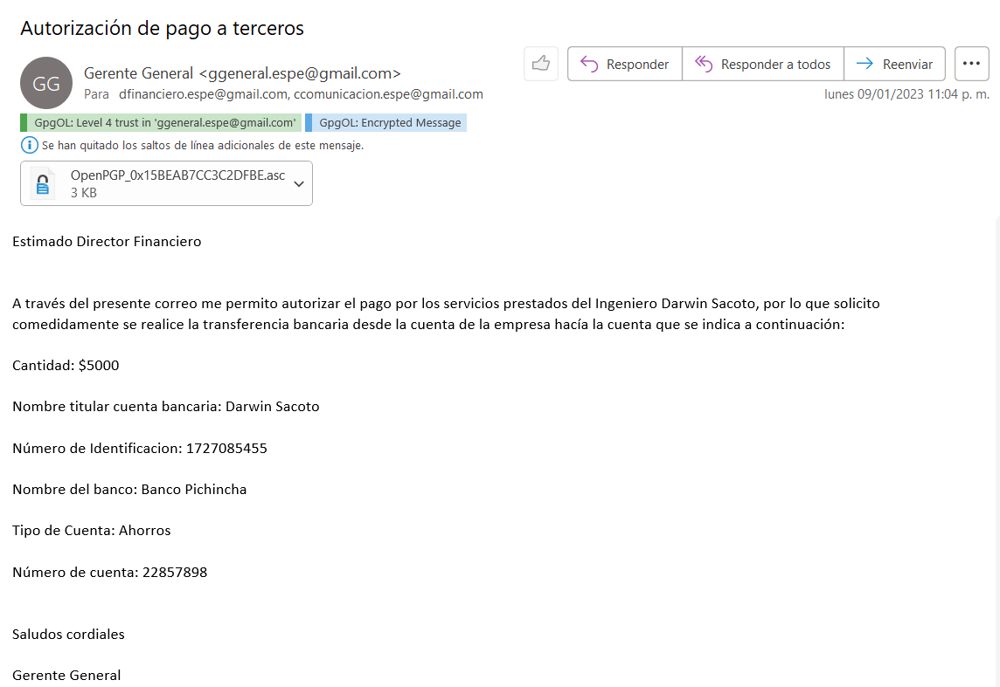 Autorización de pago a terceros
GG
Gerente General <ggeneral.espe@gmail.com>
Para dfinanciero.espe@gmail.com, ccomunicacion.espe@gmail.com
Responder
Responder a todos
Reenviar
lunes 09/01/2023 11:04 p. m.
GpgOL: Level 4 trust in 'ggeneral.espe@gmail.com' GpgOL: Encrypted Message
Se han quitado los saltos de línea adicionales de este mensaje.
OpenPGP_0x15BEAB7CC3C2DFBE.asc
3 KB
Estimado Director Financiero
A través del presente correo me permito autorizar el pago por los servicios prestados del Ingeniero Darwin Sacoto, por lo que solicito
comedidamente se realice la transferencia bancaria desde la cuenta de la empresa hacía la cuenta que se indica a continuación:
Cantidad: $5000
Nombre titular cuenta bancaria: Darwin Sacoto
Número de Identificacion: 1727085455
Nombre del banco: Banco Pichincha
Tipo de Cuenta: Ahorros
Número de cuenta: 22857898
Saludos cordiales
Gerente General